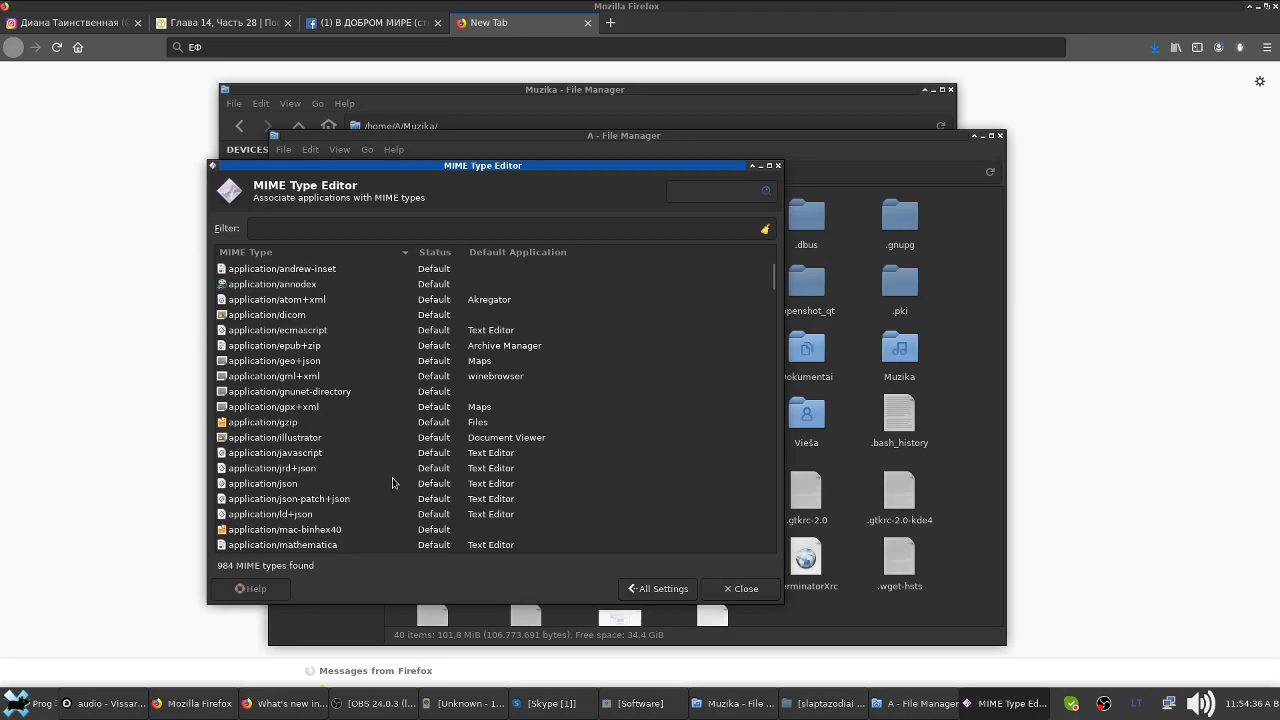 Mozilla Firefox
Диана Таинственная
Глава 14, Часть 28 | По
(1) В ДОБРОМ МИРЕ (ст
New Tab
ЕФ
Muzika - File Manager
File Edit View Go Help
/home/A/Muzika/
A - File Manager
DEVICES
File Edit View Go Help
MIME Type Editor
MIME Type Editor
Associate applications with MIME types
Filter:
MIME Type Status Default Application
application/andrew-inset Default
application/annodex Default
application/atom+xml Default Akregator
application/dicom Default
application/ecmascript Default Text Editor
application/epub+zip Default Archive Manager
application/geo+json Default Maps
application/gml+xml Default winebrowser
application/gnunet-directory Default
application/gpx+xml Default Maps
application/gzip Default Files
application/illustrator Default Document Viewer
application/javascript Default Text Editor
application/jrd+json Default Text Editor
application/json Default Text Editor
application/json-patch+json Default Text Editor
application/ld+json Default Text Editor
application/mac-binhex40 Default
application/mathematica Default Text Editor
984 MIME types found
Help All Settings Close
.dbus .gnupg
openshot_qt .pki
Dokumentai Muzika
Vieša .bash_history
.gtkrc-2.0 .gtkrc-2.0-kde4
erminatorXrc .wget-hsts
40 items: 101,8 MiB (106.773.691 bytes), Free space: 34,4 GiB
Messages from Firefox
Prog audio - Vissar... Mozilla Firefox What's new in... [OBS 24.0.3 (l... [Unknown - 1... [Skype [1]] [Software] Muzika - File ... [slaptazodiai ... A - File Manager MIME Type Ed... LT 11:54:36 A